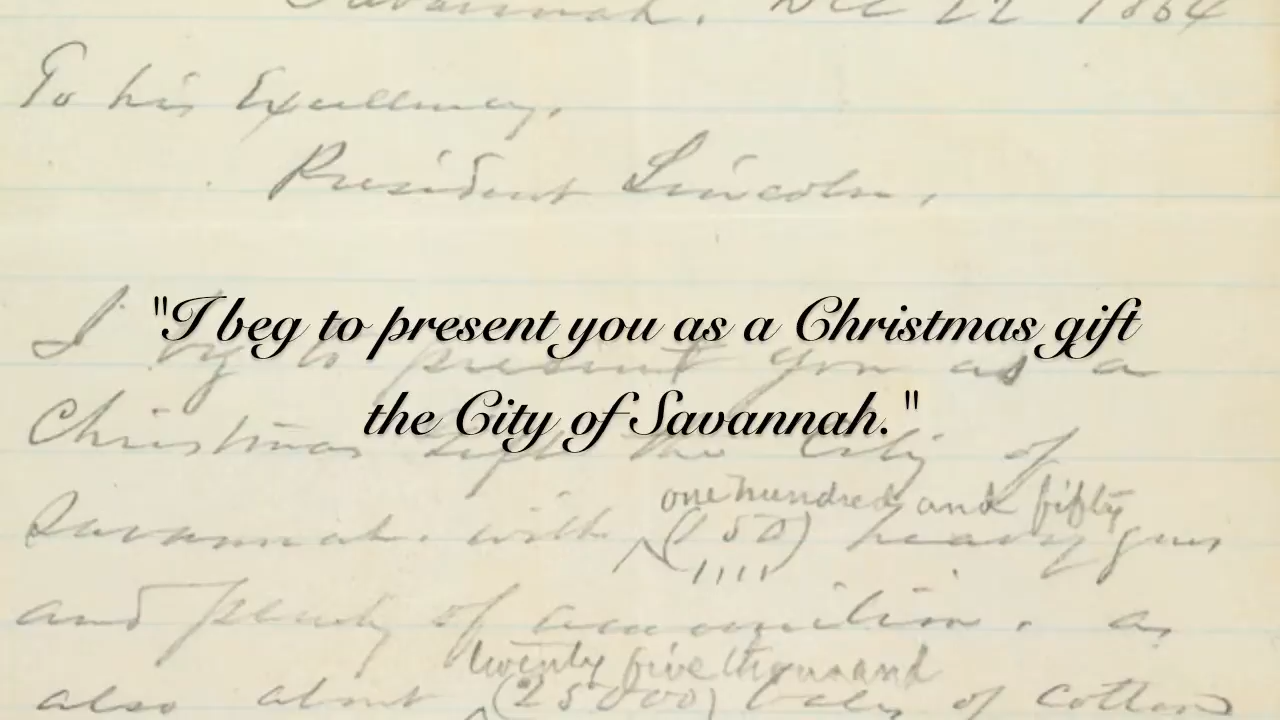 Savannah, Dec 22 1864
To his Excellency,
President Lincoln,
"I beg to present you as a Christmas gift
the City of Savannah."
I beg to present you as a
Christmas Gift the City of
one hundred and fifty
Savannah. with (150) heavy guns
and plenty of ammunition. as
twenty five thousand
also about (25000) bales of cotton